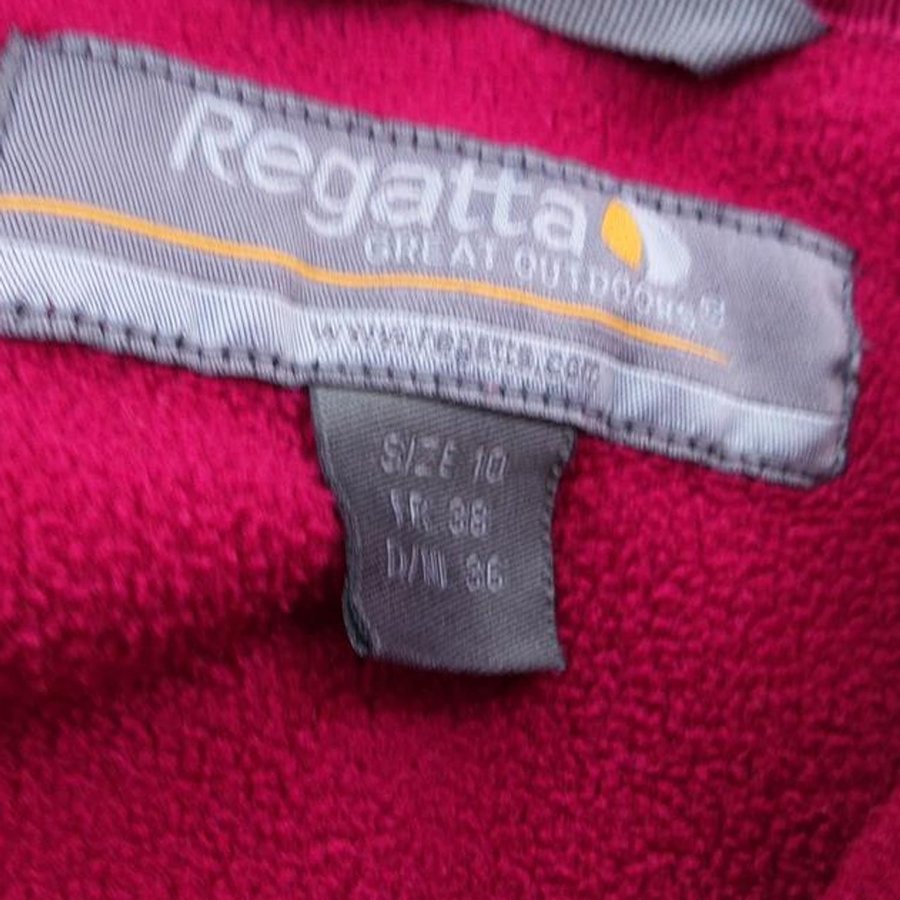 Regatta
GREAT OUTDOORS
www.regatta.com
SIZE 10
FR 38
D/NL 36